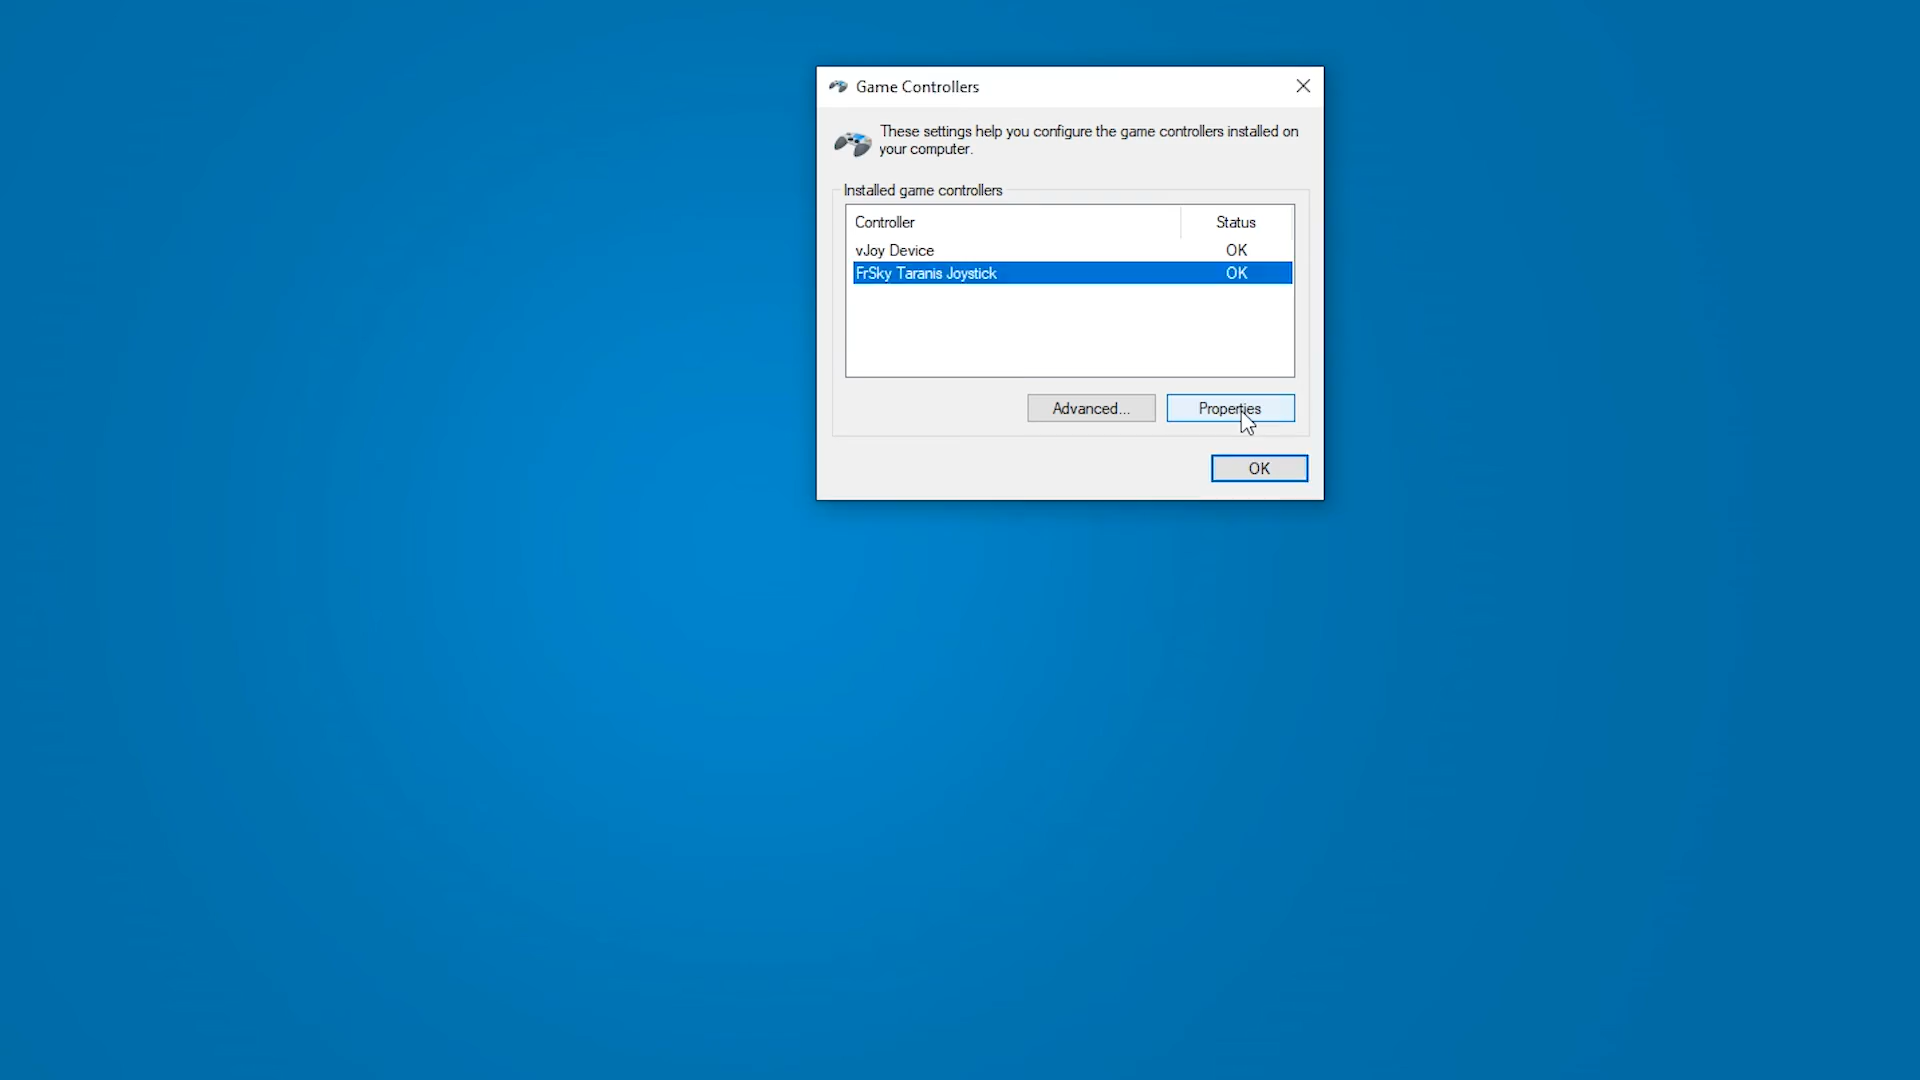 Game Controllers
These settings help you configure the game controllers installed on
your computer.
Installed game controllers
Controller Status
vJoy Device OK
FrSky Taranis Joystick OK
Advanced... Properties
OK